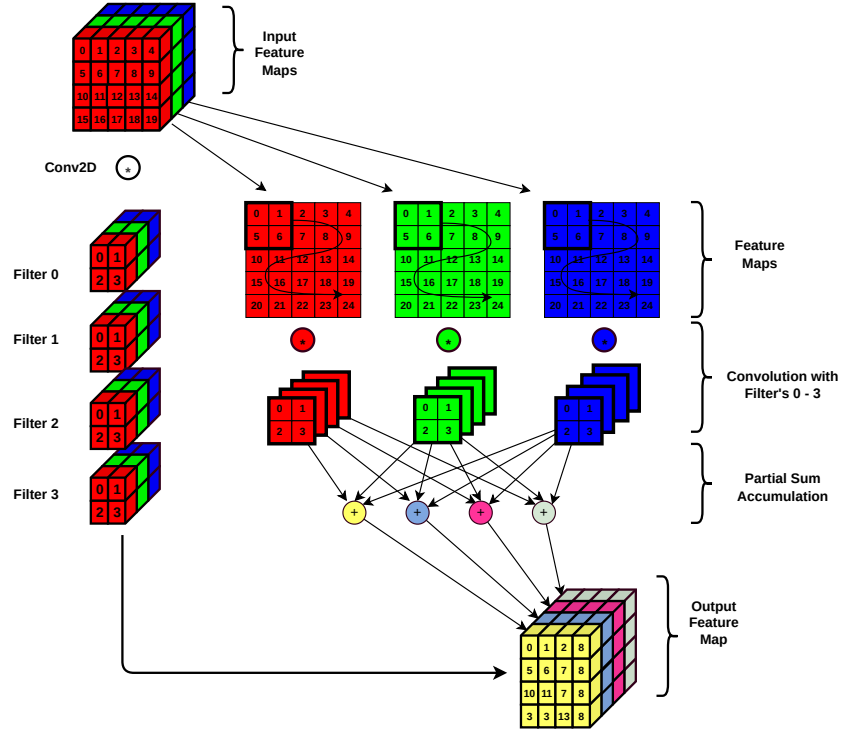 Input
Feature
Maps
0 1 2 3 4
5 6 7 8 9
10 11 12 13 14
15 16 17 18 19
Conv2D *
Filter 0
0 1
2 3
Filter 1
0 1
2 3
Filter 2
0 1
2 3
Filter 3
0 1
2 3
0 1 2 3 4
5 6 7 8 9
10 11 12 13 14
15 16 17 18 19
20 21 22 23 24
0 1 2 3 4
5 6 7 8 9
10 11 12 13 14
15 16 17 18 19
20 21 22 23 24
0 1 2 3 4
5 6 7 8 9
10 11 12 13 14
15 16 17 18 19
20 21 22 23 24
Feature
Maps
* * *
0 1
2 3
0 1
2 3
0 1
2 3
Convolution with
Filter's 0 - 3
+ + + +
Partial Sum
Accumulation
0 1 2 8
5 6 7 8
10 11 7 8
3 3 13 8
Output
Feature
Map